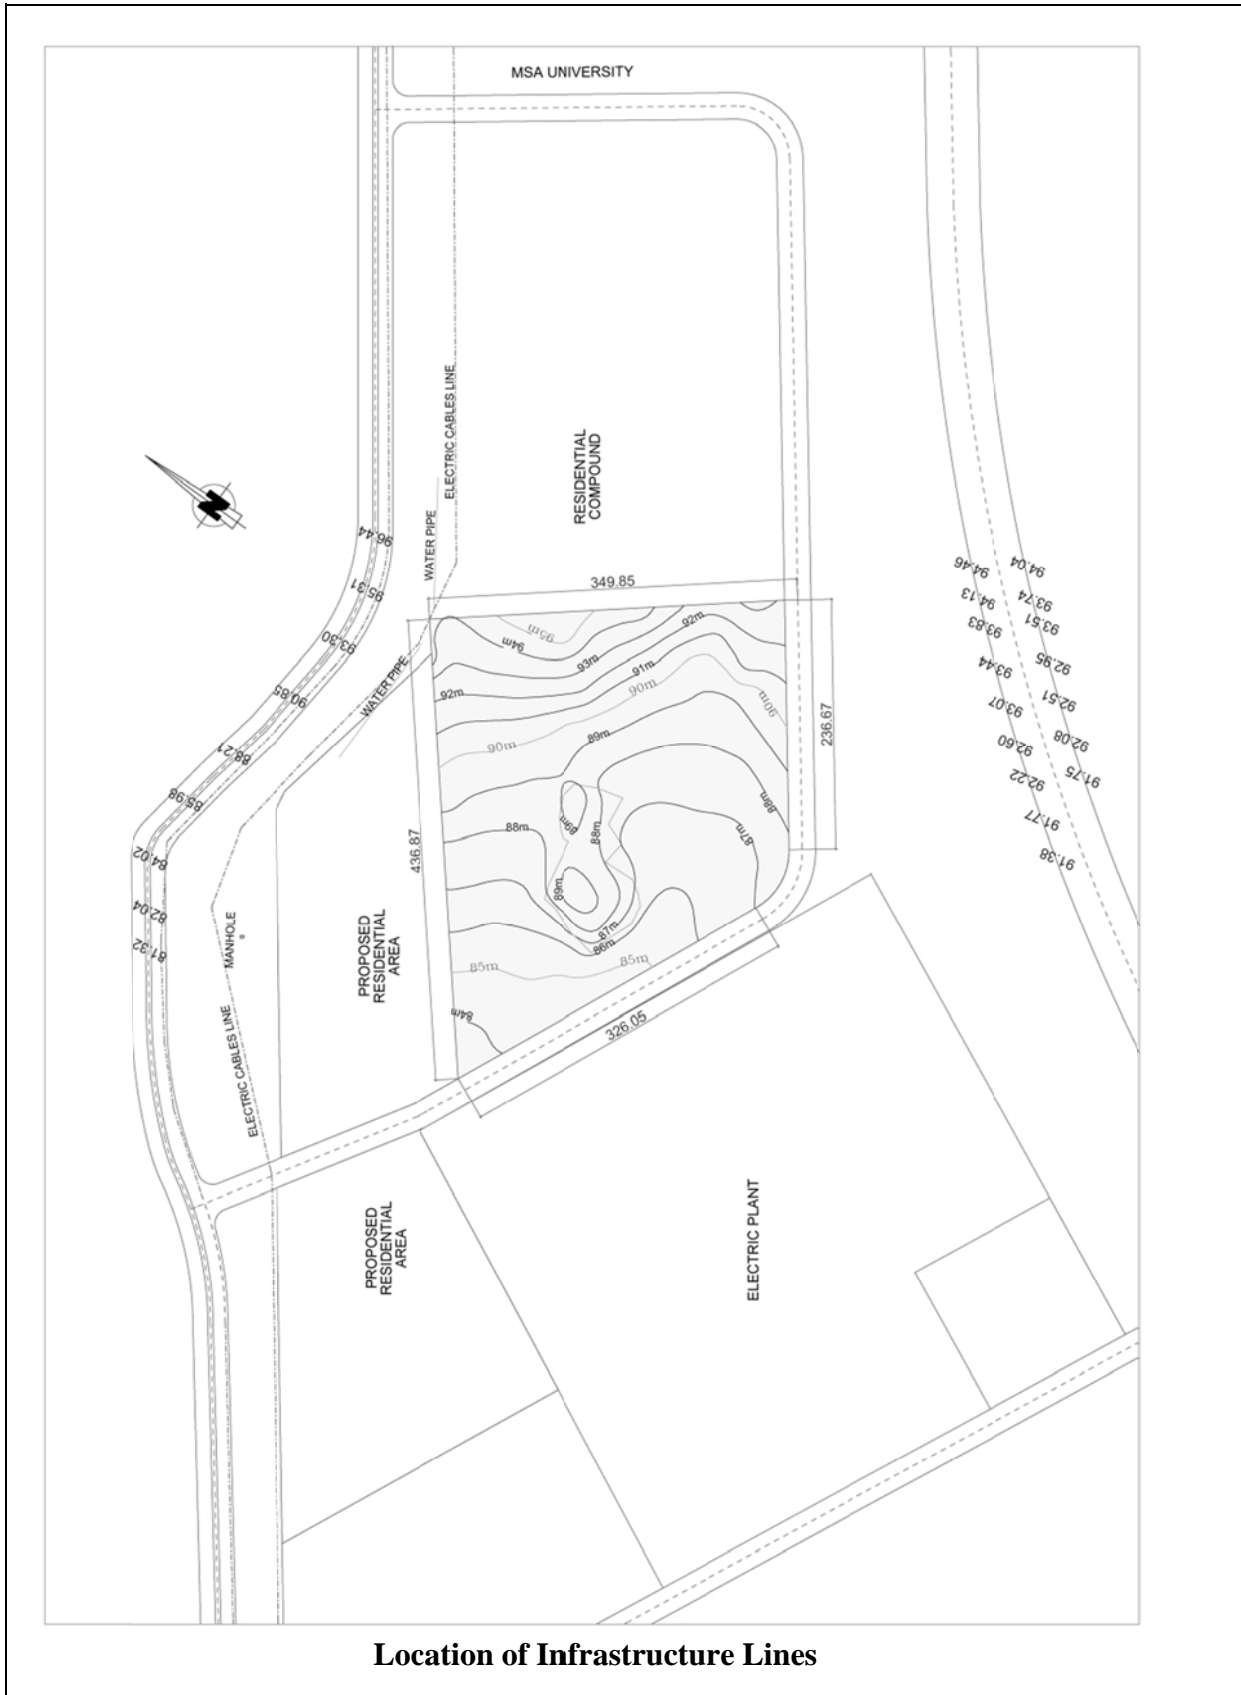 MSA UNIVERSITY
ELECTRIC CABLES LINE
WATER PIPE
RESIDENTIAL
COMPOUND
N
96.44
95.31
93.30
90.85
88.21
85.98
84.02
82.04
81.32
94.46
94.13
93.83
93.44
93.07
92.60
92.22
91.77
91.38
94.04
93.74
93.51
92.95
92.51
92.08
91.75
349.85
236.67
436.87
326.05
WATER PIPE
95m
94m
93m
92m
92m
91m
90m
90m
90m
89m
89m
88m
88m
88m
87m
89m
87m
86m
85m
85m
84m
MANHOLE
PROPOSED
RESIDENTIAL
AREA
ELECTRIC CABLES LINE
PROPOSED
RESIDENTIAL
AREA
ELECTRIC PLANT
Location of Infrastructure Lines